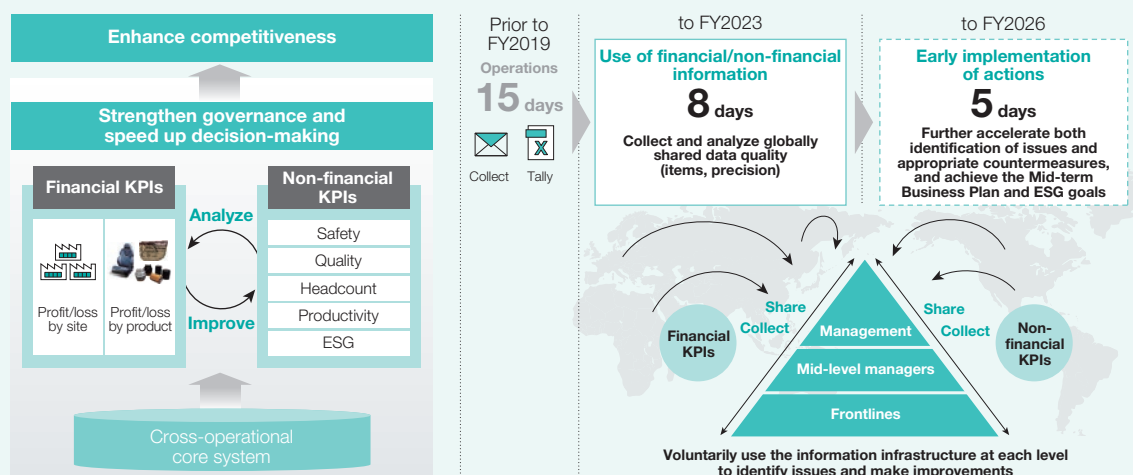 Enhance competitiveness
Strengthen governance and
speed up decision-making
Financial KPIs
Profit/loss
by site
Profit/loss
by product
Analyze
Improve
Non-financial
KPIs
Safety
Quality
Headcount
Productivity
ESG
Cross-operational
core system
Prior to
FY2019
Operations
15 days
X
Collect
Tally
to FY2023
Use of financial/non-financial
information
8 days
Collect and analyze globally
shared data quality
(items, precision)
to FY2026
Early implementation
of actions
5 days
Further accelerate both
identification of issues and
appropriate countermeasures,
and achieve the Mid-term
Business Plan and ESG goals
Financial
KPIs
Share
Collect
Management
Mid-level managers
Frontlines
Share
Collect
Non-
financial
KPIs
Voluntarily use the information infrastructure at each level
to identify issues and make improvements